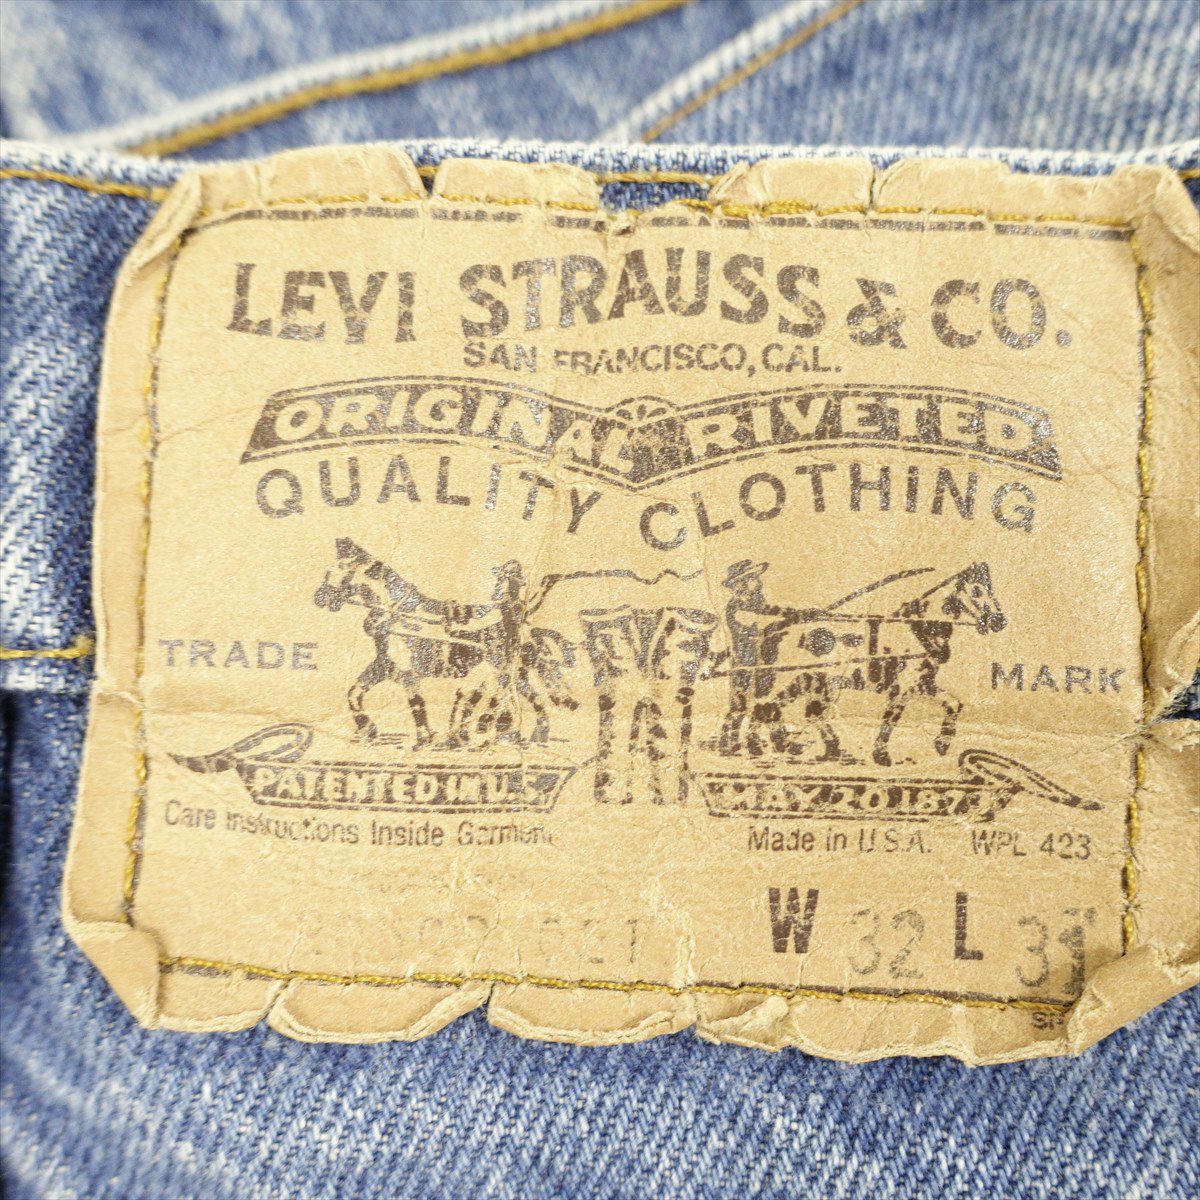 LEVI STRAUSS & CO.
SAN FRANCISCO, CAL.
ORIGINAL RIVETED
QUALITY CLOTHING
TRADE MARK
PATENTED IN U.S. MAY 20 1873
Care Instructions Inside Garment Made in U.S.A. WPL 423
W 32 L